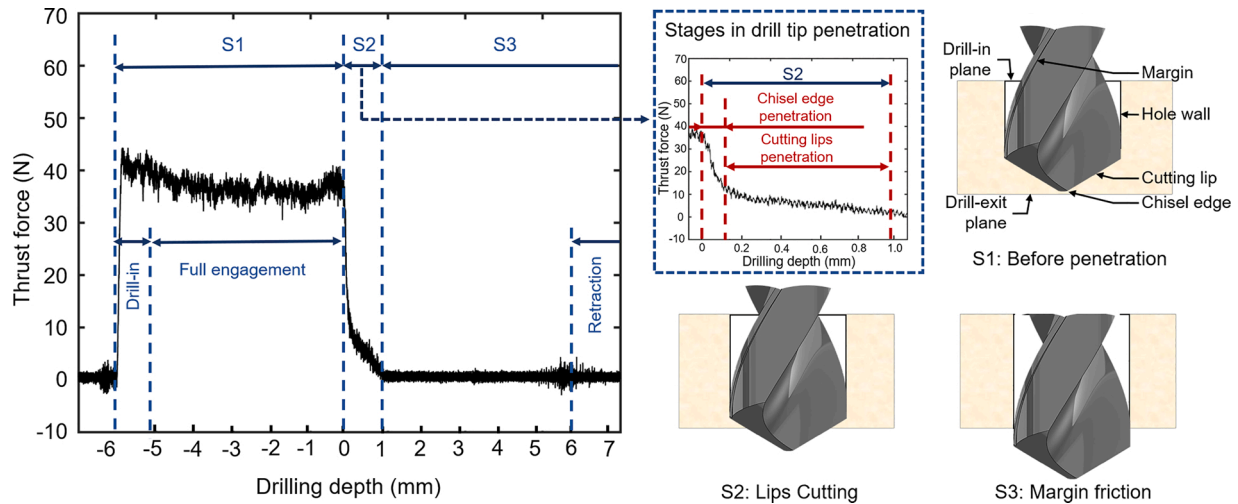 70
60
50
40
30
20
10
0
-10
Thrust force (N)
S1
S2
S3
Drill-in
Full engagement
Retraction
-6
-5
-4
-3
-2
-1
0
1
2
3
4
5
6
7
Drilling depth (mm)
Stages in drill tip penetration
70
60
50
40
30
20
10
0
-10
Thrust force (N)
S2
Chisel edge
penetration
Cutting lips
penetration
0
0.2
0.4
0.6
0.8
1.0
Drilling depth (mm)
Drill-in
plane
Margin
Hole wall
Cutting lip
Drill-exit
plane
Chisel edge
S1: Before penetration
S2: Lips Cutting
S3: Margin friction